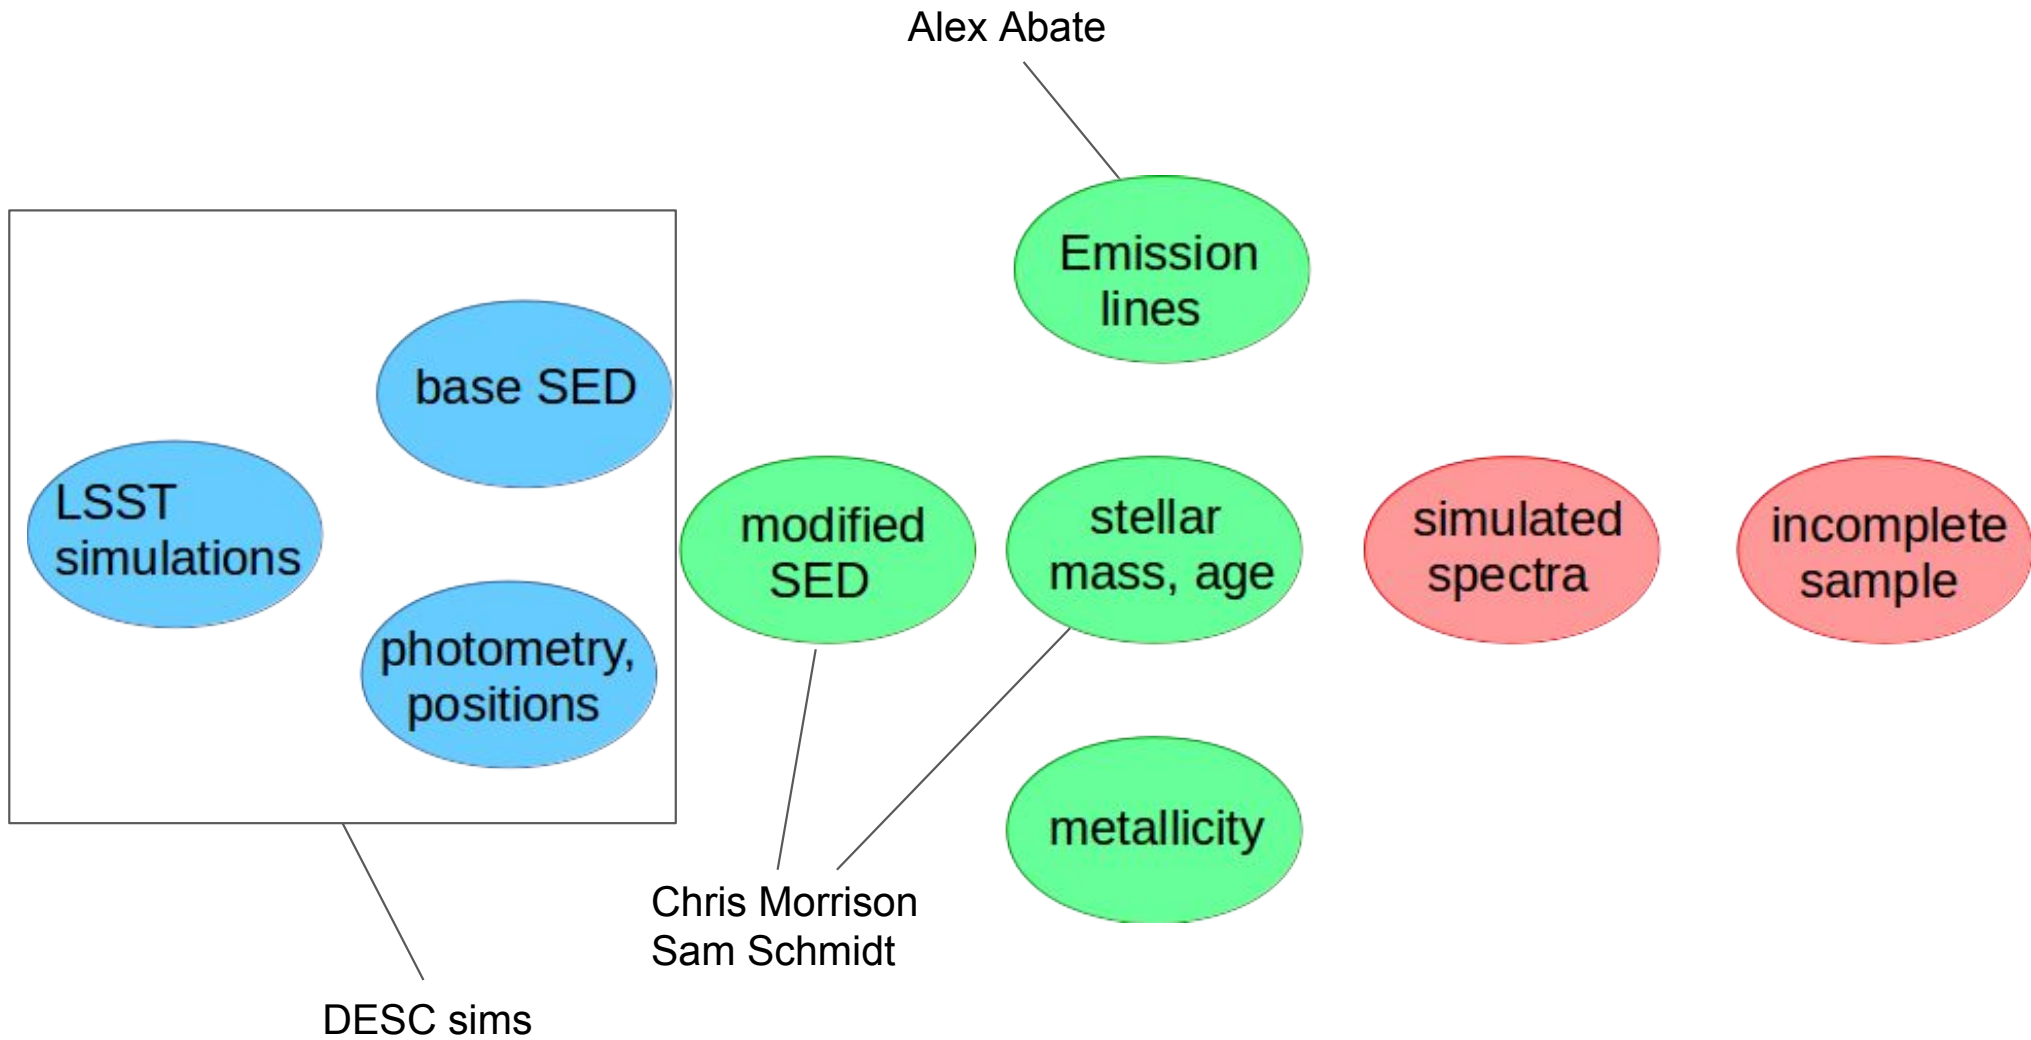 Alex Abate
Emission
lines
base SED
LSST
simulations
photometry,
positions
modified
SED
stellar
mass, age
simulated
spectra
incomplete
sample
metallicity
Chris Morrison
Sam Schmidt
DESC sims